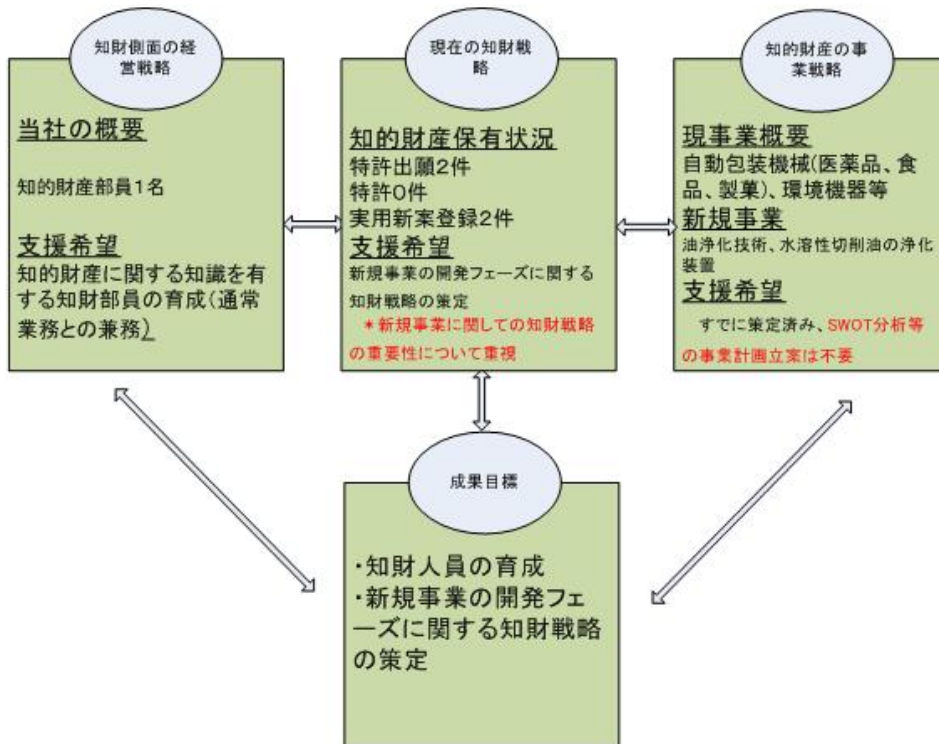 知財側面の経
営戦略
当社の概要
知的財産部員１名
支援希望
知的財産に関する知識を有
する知財部員の育成（通常
業務との兼務）
現在の知財戦
略
知的財産保有状況
特許出願２件
特許０件
実用新案登録２件
支援希望
新規事業の開発フェーズに関する
知財戦略の策定
＊新規事業に関しての知財戦略
の重要性について重視
知的財産の事
業戦略
現事業概要
自動包装機械(医薬品、食
品、製菓)、環境機器等
新規事業
油浄化技術、水溶性切削油の浄化
装置
支援希望
すでに策定済み、SWOT分析等
の事業計画立案は不要
成果目標
・知財人員の育成
・新規事業の開発フェ
ーズに関する知財戦略
の策定